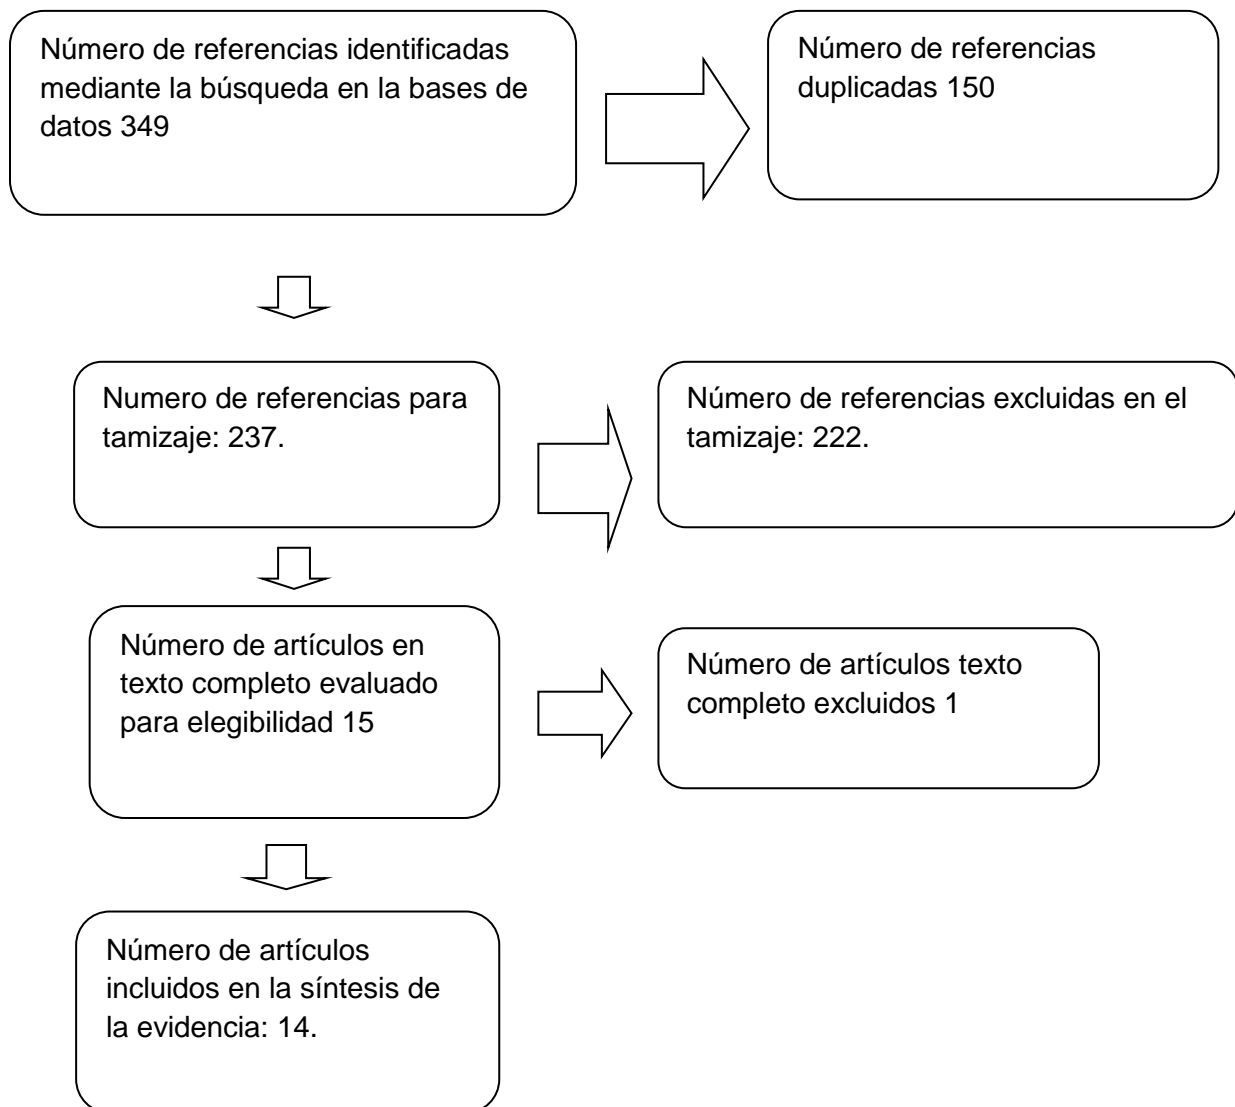 Número de referencias identificadas
mediante la búsqueda en la bases de
datos 349
Número de referencias
duplicadas 150
Numero de referencias para
tamizaje: 237.
Número de referencias excluidas en el
tamizaje: 222.
Número de artículos en
texto completo evaluado
para elegibilidad 15
Número de artículos texto
completo excluidos 1
Número de artículos
incluidos en la síntesis de
la evidencia: 14.